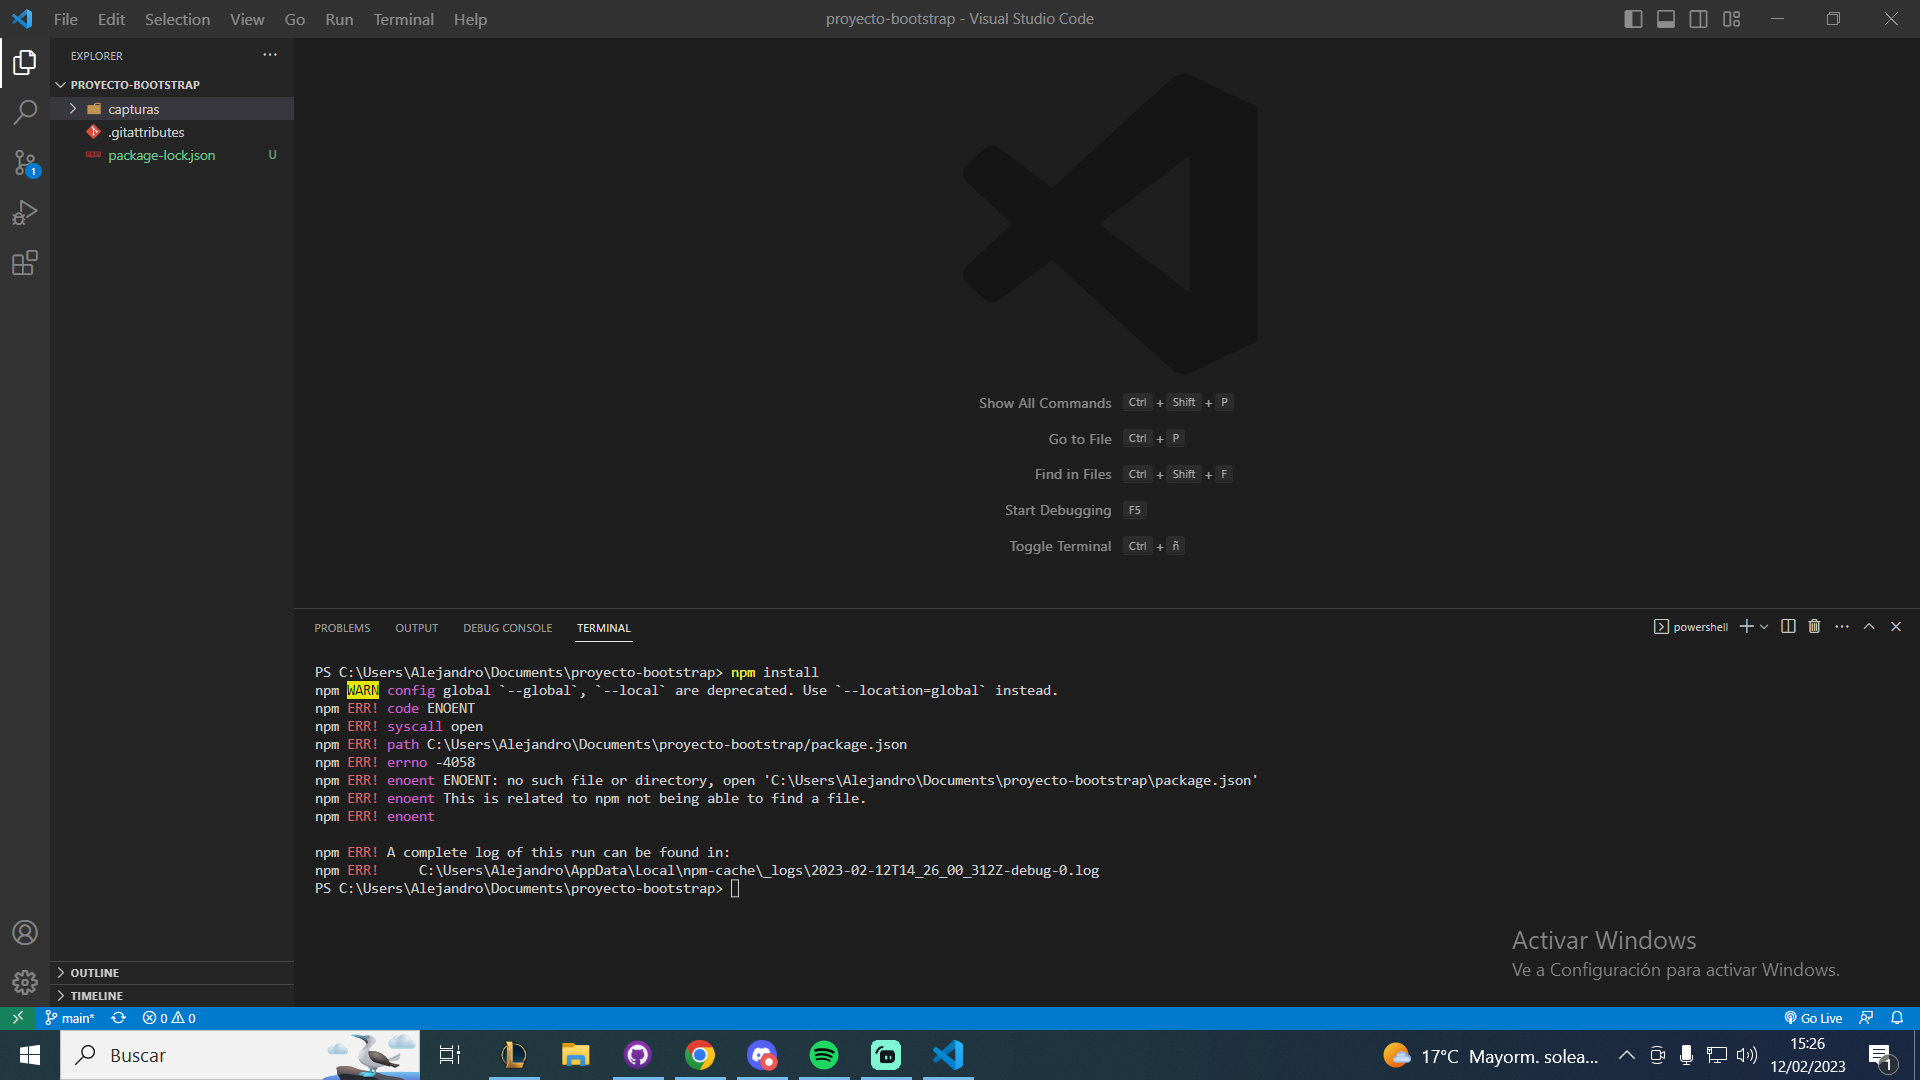 File Edit Selection View Go Run Terminal Help
proyecto-bootstrap - Visual Studio Code
EXPLORER
PROYECTO-BOOTSTRAP
capturas
.gitattributes
package-lock.json U
1
Show All Commands Ctrl + Shift + P
Go to File Ctrl + P
Find in Files Ctrl + Shift + F
Start Debugging F5
Toggle Terminal Ctrl + ñ
PROBLEMS OUTPUT DEBUG CONSOLE TERMINAL
powershell
PS C:\Users\Alejandro\Documents\proyecto-bootstrap> npm install
npm WARN config global `--global`, `--local` are deprecated. Use `--location=global` instead.
npm ERR! code ENOENT
npm ERR! syscall open
npm ERR! path C:\Users\Alejandro\Documents\proyecto-bootstrap/package.json
npm ERR! errno -4058
npm ERR! enoent ENOENT: no such file or directory, open 'C:\Users\Alejandro\Documents\proyecto-bootstrap\package.json'
npm ERR! enoent This is related to npm not being able to find a file.
npm ERR! enoent
npm ERR! A complete log of this run can be found in:
npm ERR!     C:\Users\Alejandro\AppData\Local\npm-cache\_logs\2023-02-12T14_26_00_312Z-debug-0.log
PS C:\Users\Alejandro\Documents\proyecto-bootstrap>
Activar Windows
Ve a Configuración para activar Windows.
OUTLINE
TIMELINE
main* 0 0
Go Live
Buscar
17°C Mayorm. solea...
15:26
12/02/2023
1